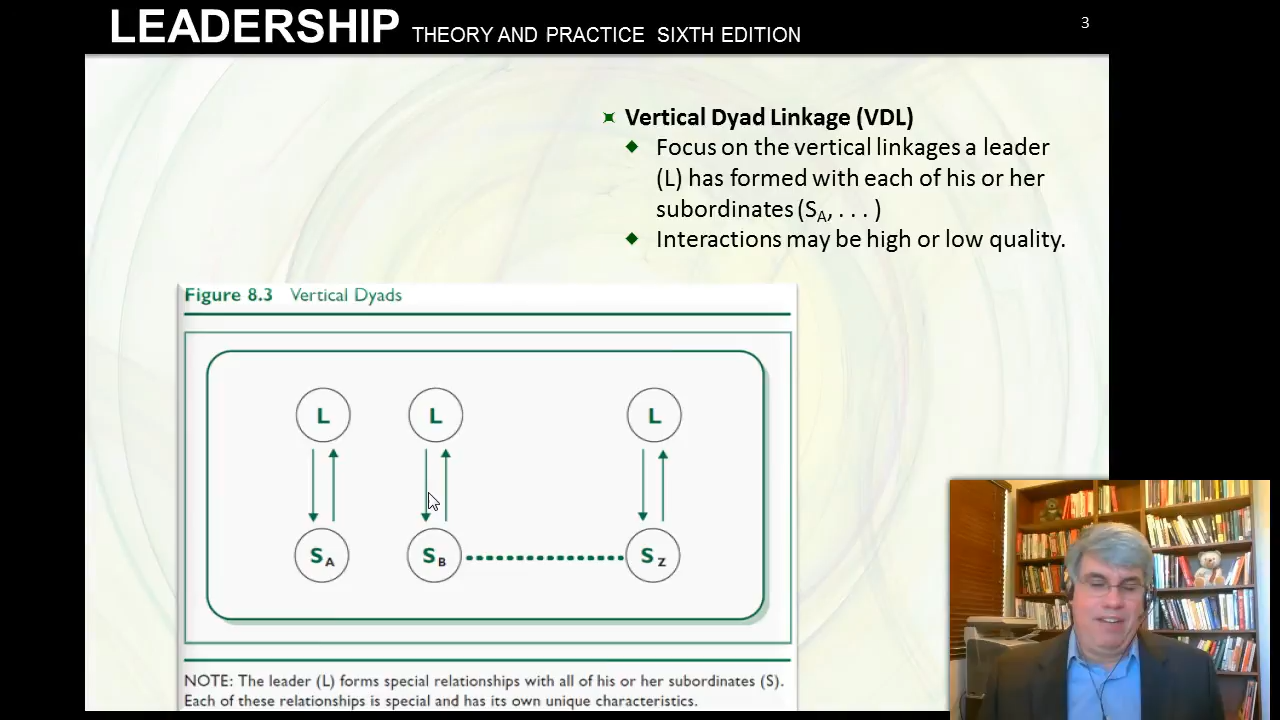 LEADERSHIP THEORY AND PRACTICE SIXTH EDITION
3
Vertical Dyad Linkage (VDL)
Focus on the vertical linkages a leader
(L) has formed with each of his or her
subordinates (SA, . . . )
Interactions may be high or low quality.
Figure 8.3 Vertical Dyads
L L L
SA SB SZ
NOTE: The leader (L) forms special relationships with all of his or her subordinates (S).
Each of these relationships is special and has its own unique characteristics.